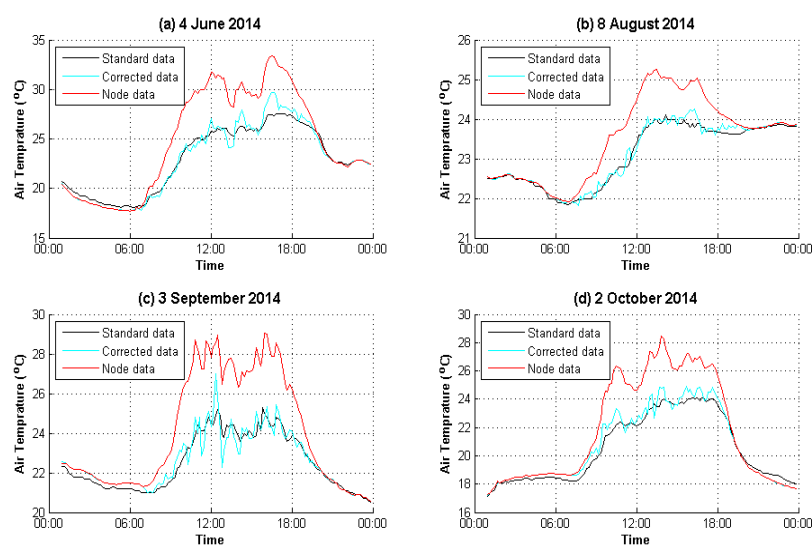 (a) 4 June 2014
Air Temprature (ºC)
35
30
25
20
15
Standard data
Corrected data
Node data
00:00 06:00 12:00 18:00 00:00
Time
(b) 8 August 2014
Air Temprature (ºC)
26
25
24
23
22
21
Standard data
Corrected data
Node data
00:00 06:00 12:00 18:00 00:00
Time
(c) 3 September 2014
Air Temprature (ºC)
30
28
26
24
22
20
Standard data
Corrected data
Node data
00:00 06:00 12:00 18:00 00:00
Time
(d) 2 October 2014
Air Temprature (ºC)
30
28
26
24
22
20
18
16
Standard data
Corrected data
Node data
00:00 06:00 12:00 18:00 00:00
Time